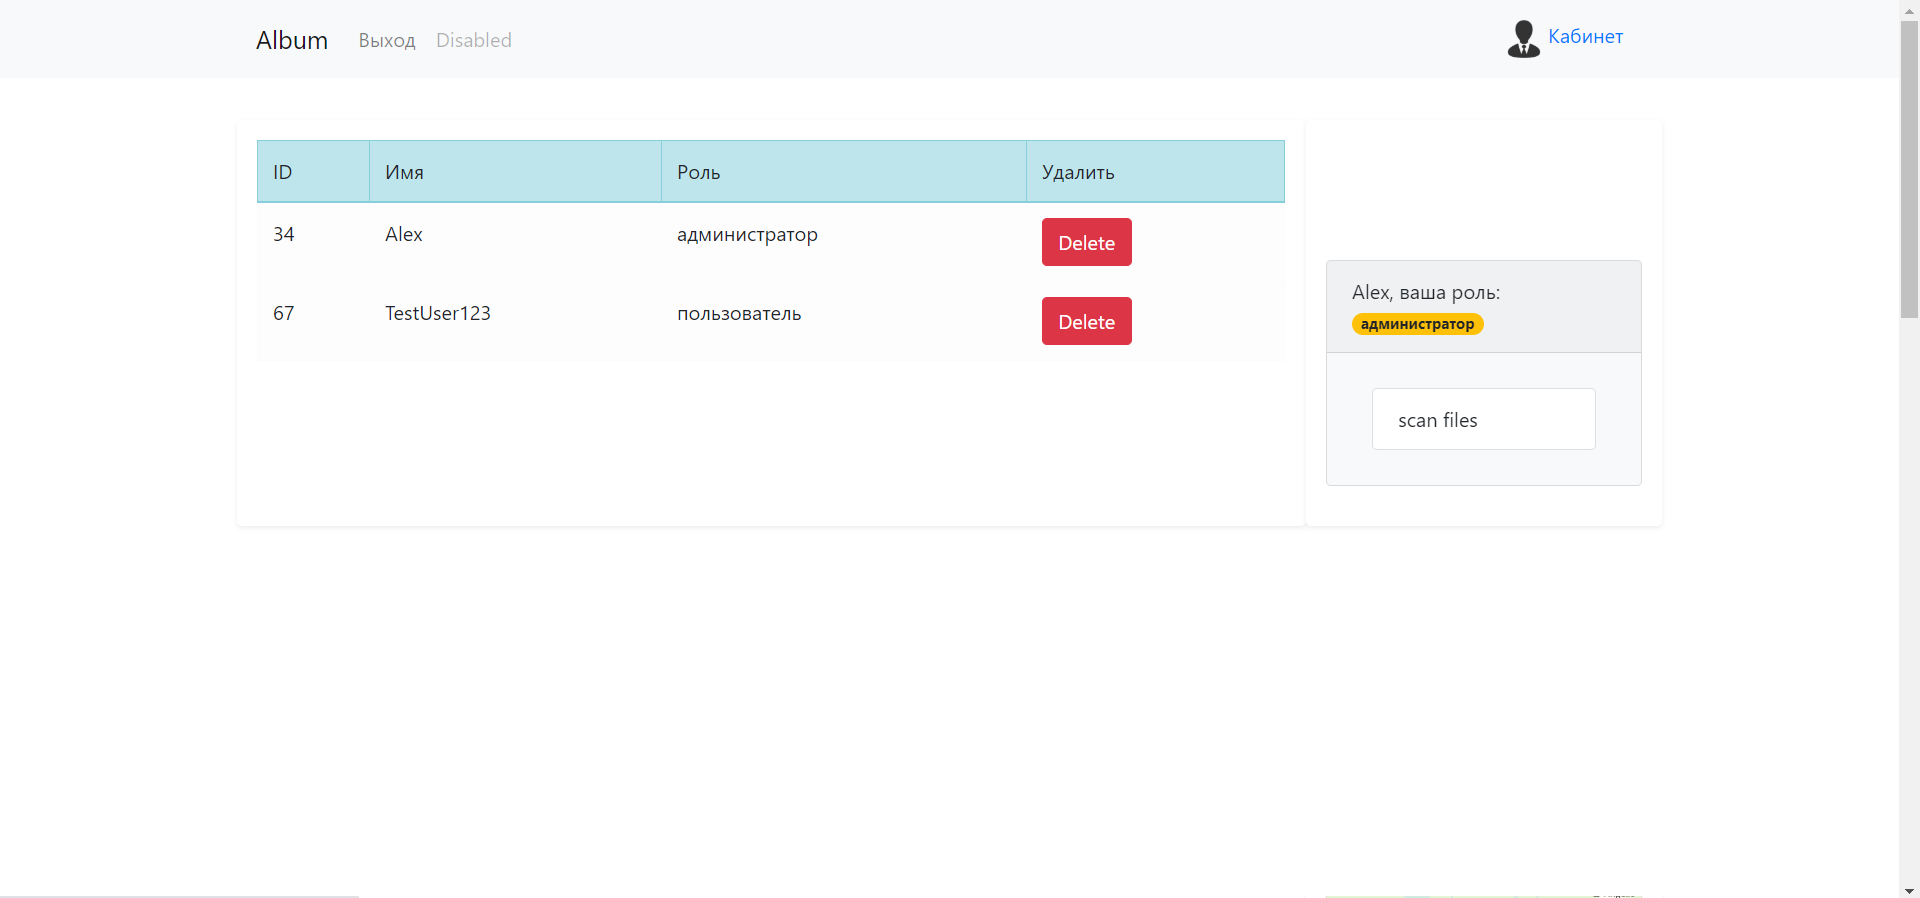 Album Выход Disabled Кабинет
ID Имя Роль Удалить
34 Alex администратор Delete
67 TestUser123 пользователь Delete
Alex, ваша роль:
администратор
scan files